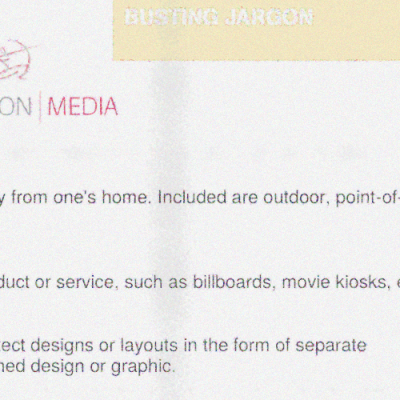 BUSTING JARGON
ON | MEDIA
from one's home. Included are outdoor, point-of-
duct or service, such as billboards, movie kiosks,
ect designs or layouts in the form of separate
ned design or graphic.